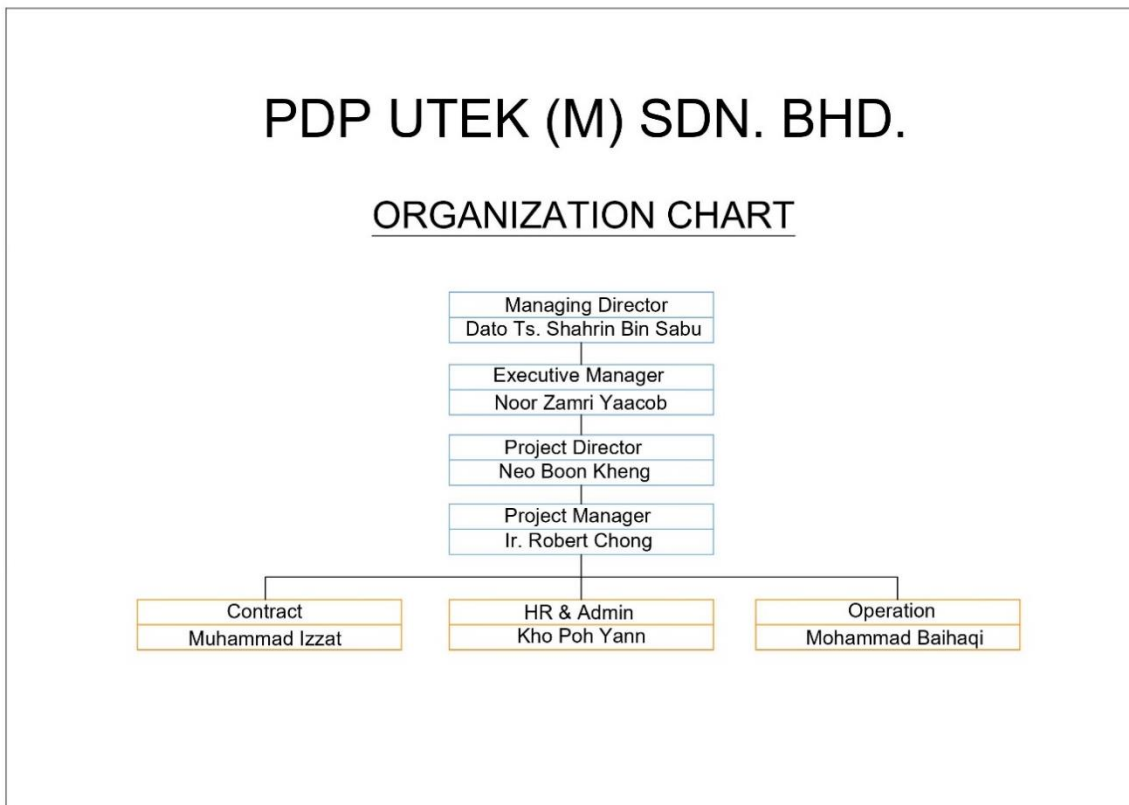 PDP UTEK (M) SDN. BHD.
ORGANIZATION CHART
Managing Director
Dato Ts. Shahrin Bin Sabu
Executive Manager
Noor Zamri Yaacob
Project Director
Neo Boon Kheng
Project Manager
Ir. Robert Chong
Contract
Muhammad Izzat
HR & Admin
Kho Poh Yann
Operation
Mohammad Baihaqi